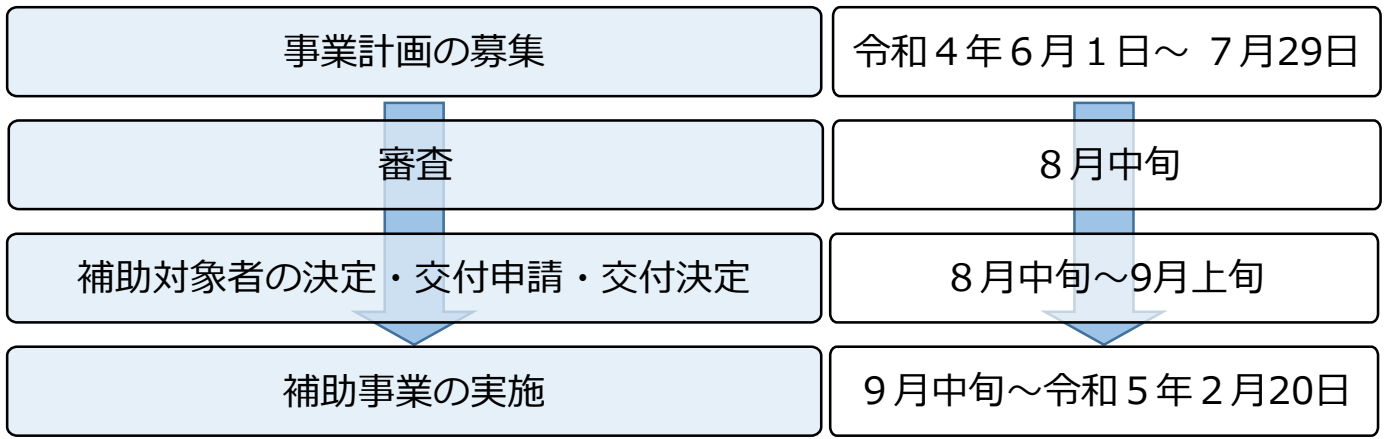 事業計画の募集
令和４年６月１日～ ７月29日
審査
８月中旬
補助対象者の決定・交付申請・交付決定
８月中旬～9月上旬
補助事業の実施
９月中旬～令和５年２月20日